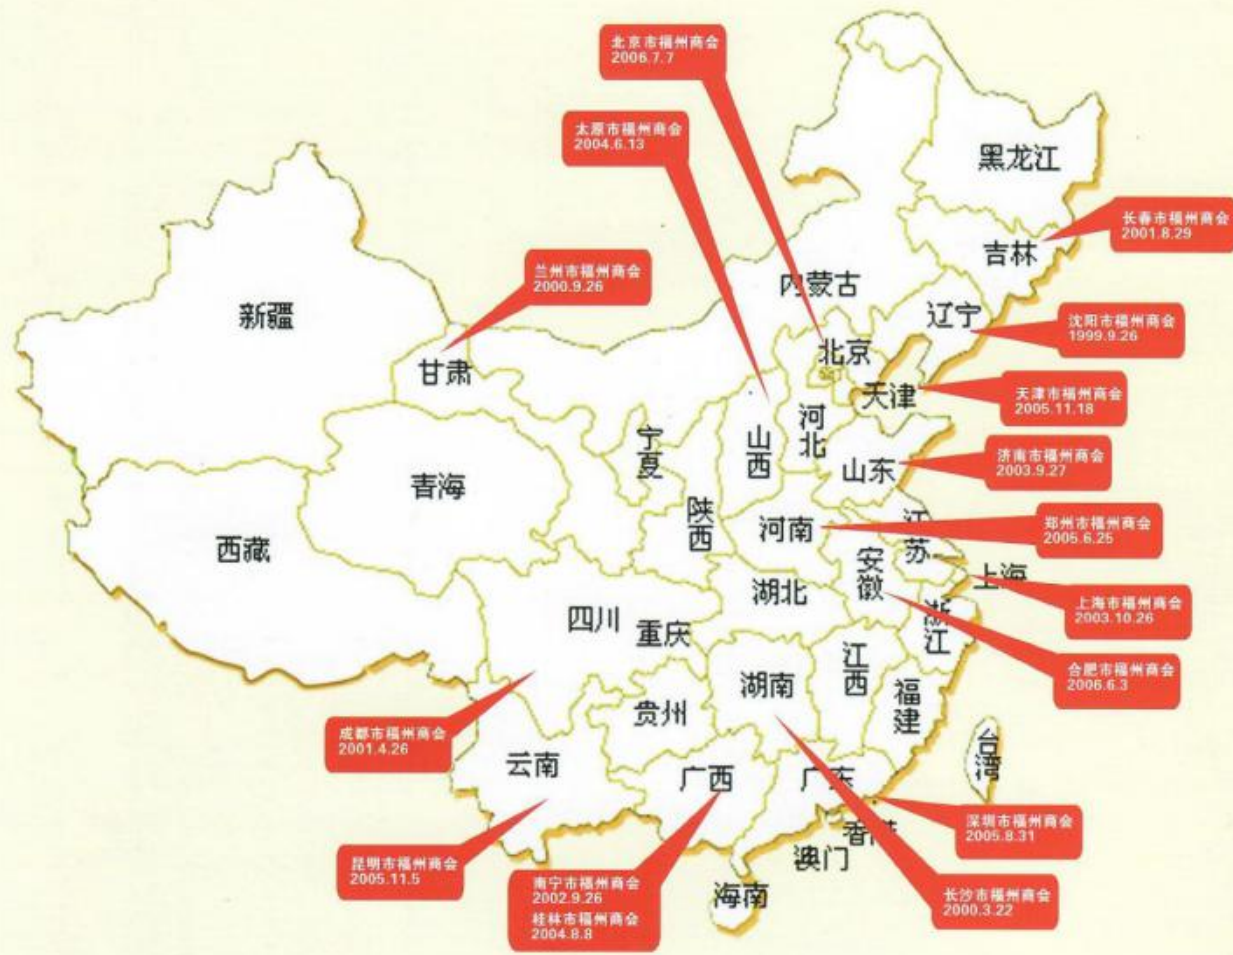 北京市福州商会
2006.7.7
太原市福州商会
2004.6.13
黑龙江
长春市福州商会
2001.8.29
吉林
兰州市福州商会
2000.9.26
内蒙古
新疆
辽宁
沈阳市福州商会
1999.9.26
北京
甘肃
天津
天津市福州商会
2005.11.18
河北
宁夏
山西
山东
济南市福州商会
2003.9.27
青海
陕西
河南
郑州市福州商会
2005.6.25
江苏
西藏
安徽
上海
湖北
上海市福州商会
2003.10.26
四川
重庆
浙江
合肥市福州商会
2006.6.3
江西
湖南
福建
贵州
成都市福州商会
2001.4.26
云南
广西
广东
台湾
深圳市福州商会
2005.8.31
香港
澳门
昆明市福州商会
2005.11.5
南宁市福州商会
2002.9.26
桂林市福州商会
2004.8.8
海南
长沙市福州商会
2000.3.22